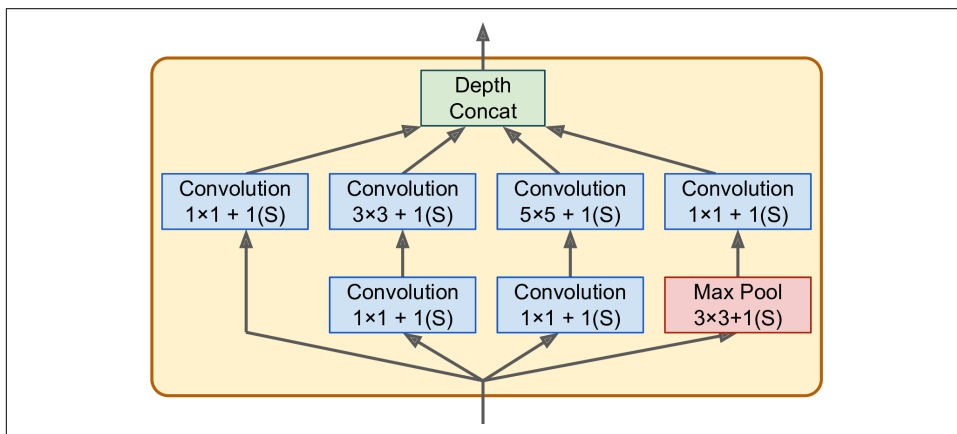 Depth
Concat
Convolution
1×1 + 1(S)
Convolution
3×3 + 1(S)
Convolution
5×5 + 1(S)
Convolution
1×1 + 1(S)
Convolution
1×1 + 1(S)
Convolution
1×1 + 1(S)
Max Pool
3×3+1(S)